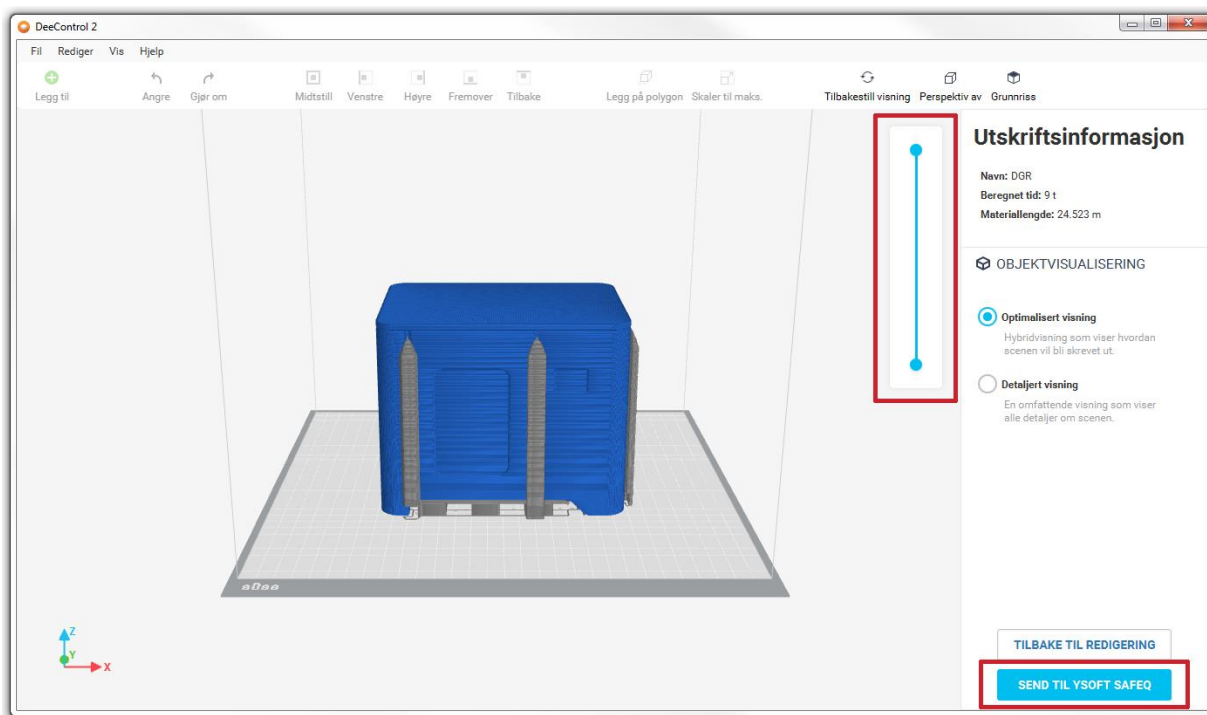 DeeControl 2
Fil Rediger Vis Hjelp
Legg til Angre Gjør om Midtstill Venstre Høyre Fremover Tilbake Legg på polygon Skaler til maks. Tilbakestill visning Perspektiv av Grunnriss
Utskriftsinformasjon
Navn: DGR
Beregnet tid: 9 t
Materiallengde: 24.523 m
OBJEKTVISUALISERING
Optimalisert visning
Hybridvisning som viser hvordan
scenen vil bli skrevet ut.
Detaljert visning
En omfattende visning som viser
alle detaljer om scenen.
eDee
Z
Y
X
TILBAKE TIL REDIGERING
SEND TIL YSOFT SAFEQ